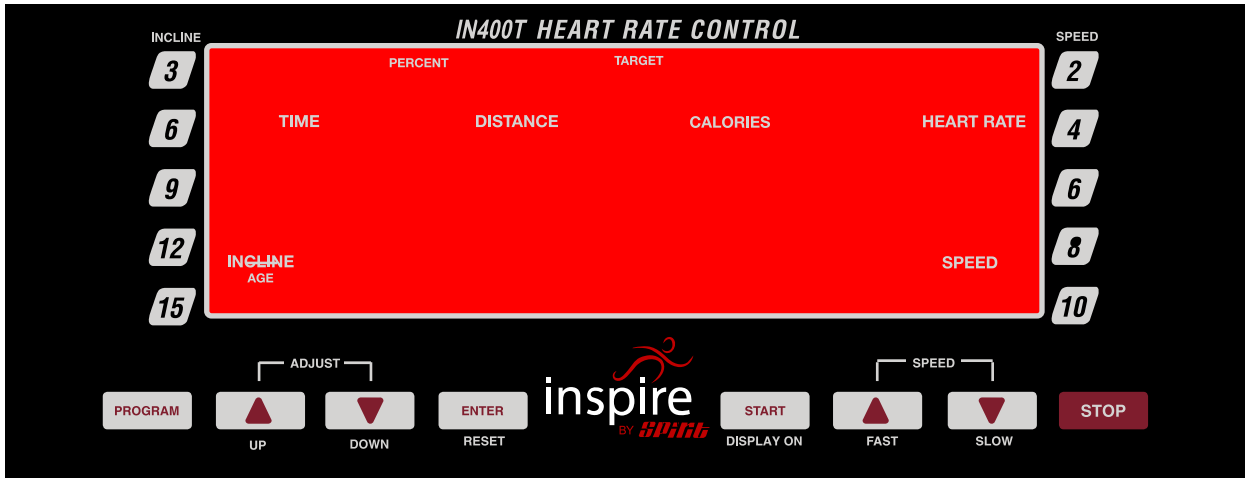 IN400T HEART RATE CONTROL
INCLINE
SPEED
3
PERCENT
TARGET
2
6
TIME
DISTANCE
CALORIES
HEART RATE
4
9
6
12
INCLINE
AGE
SPEED
8
15
10
ADJUST
SPEED
PROGRAM
ENTER
inspire
START
STOP
UP
DOWN
RESET
BY SPIRIT
DISPLAY ON
FAST
SLOW